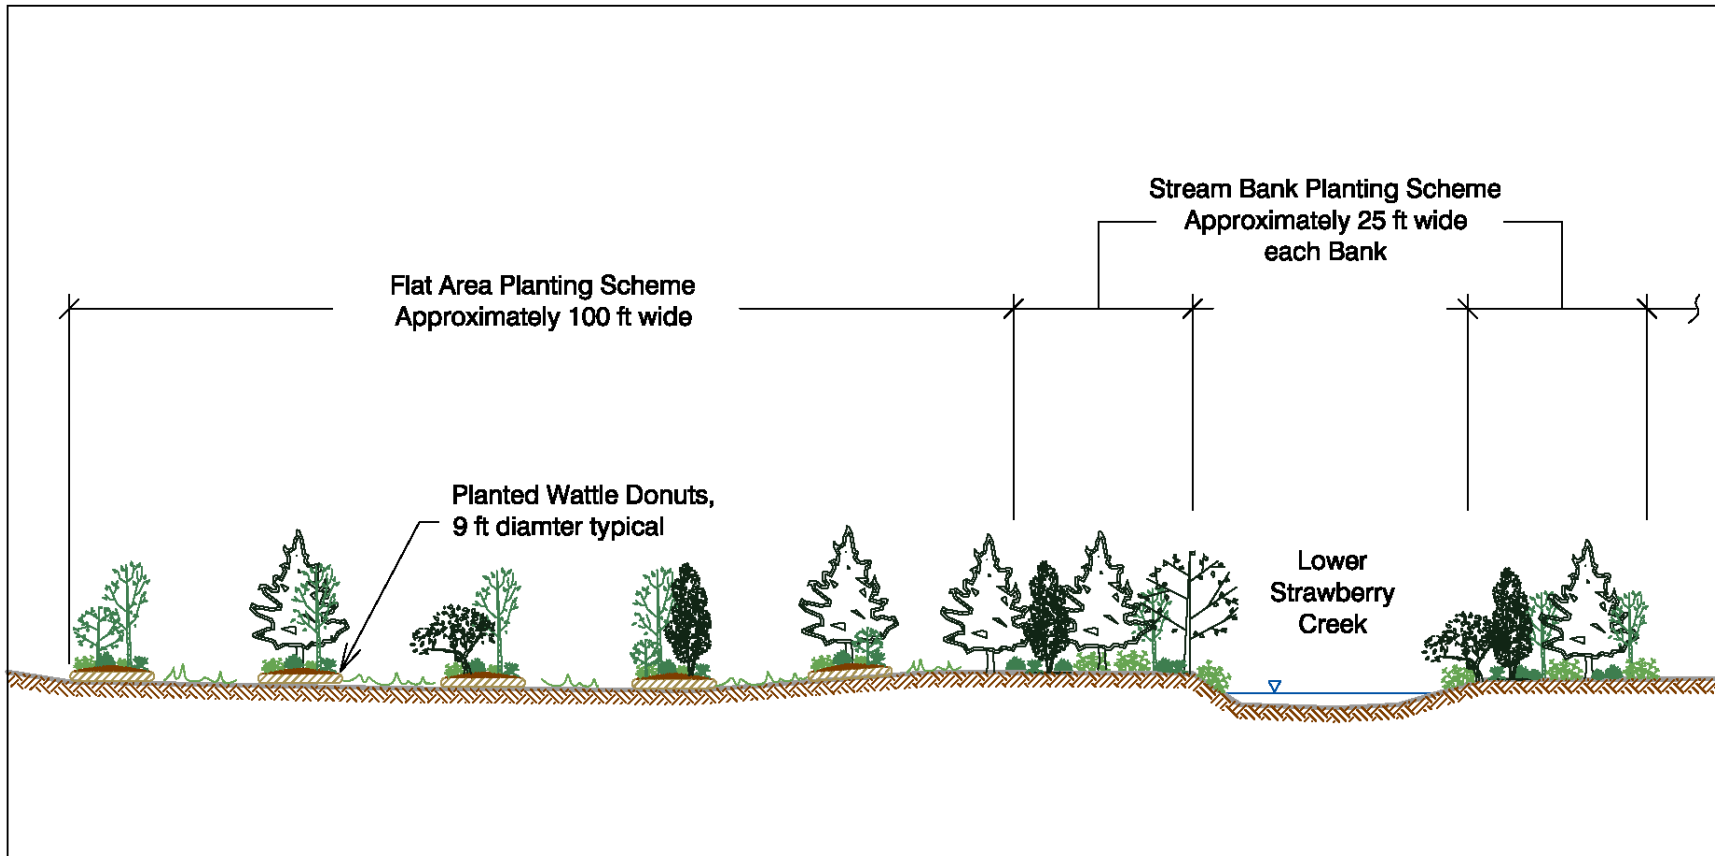 Stream Bank Planting Scheme
Approximately 25 ft wide
each Bank
Flat Area Planting Scheme
Approximately 100 ft wide
Planted Wattle Donuts,
9 ft diamter typical
Lower
Strawberry
Creek